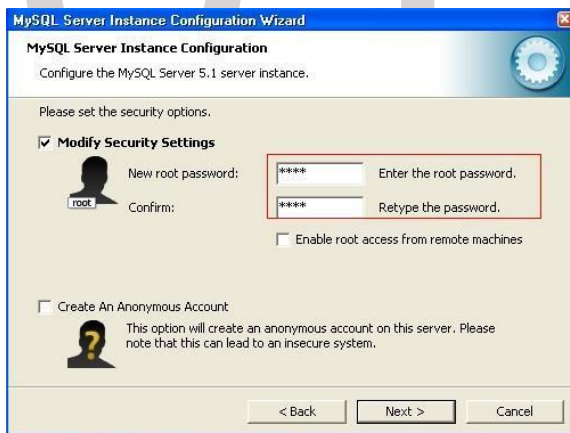 MySQL Server Instance Configuration Wizard
MySQL Server Instance Configuration
Configure the MySQL Server 5.1 server instance.
Please set the security options.
Modify Security Settings
New root password: **** Enter the root password.
root
Confirm: **** Retype the password.
Enable root access from remote machines
Create An Anonymous Account
This option will create an anonymous account on this server. Please
note that this can lead to an insecure system.
< Back Next > Cancel